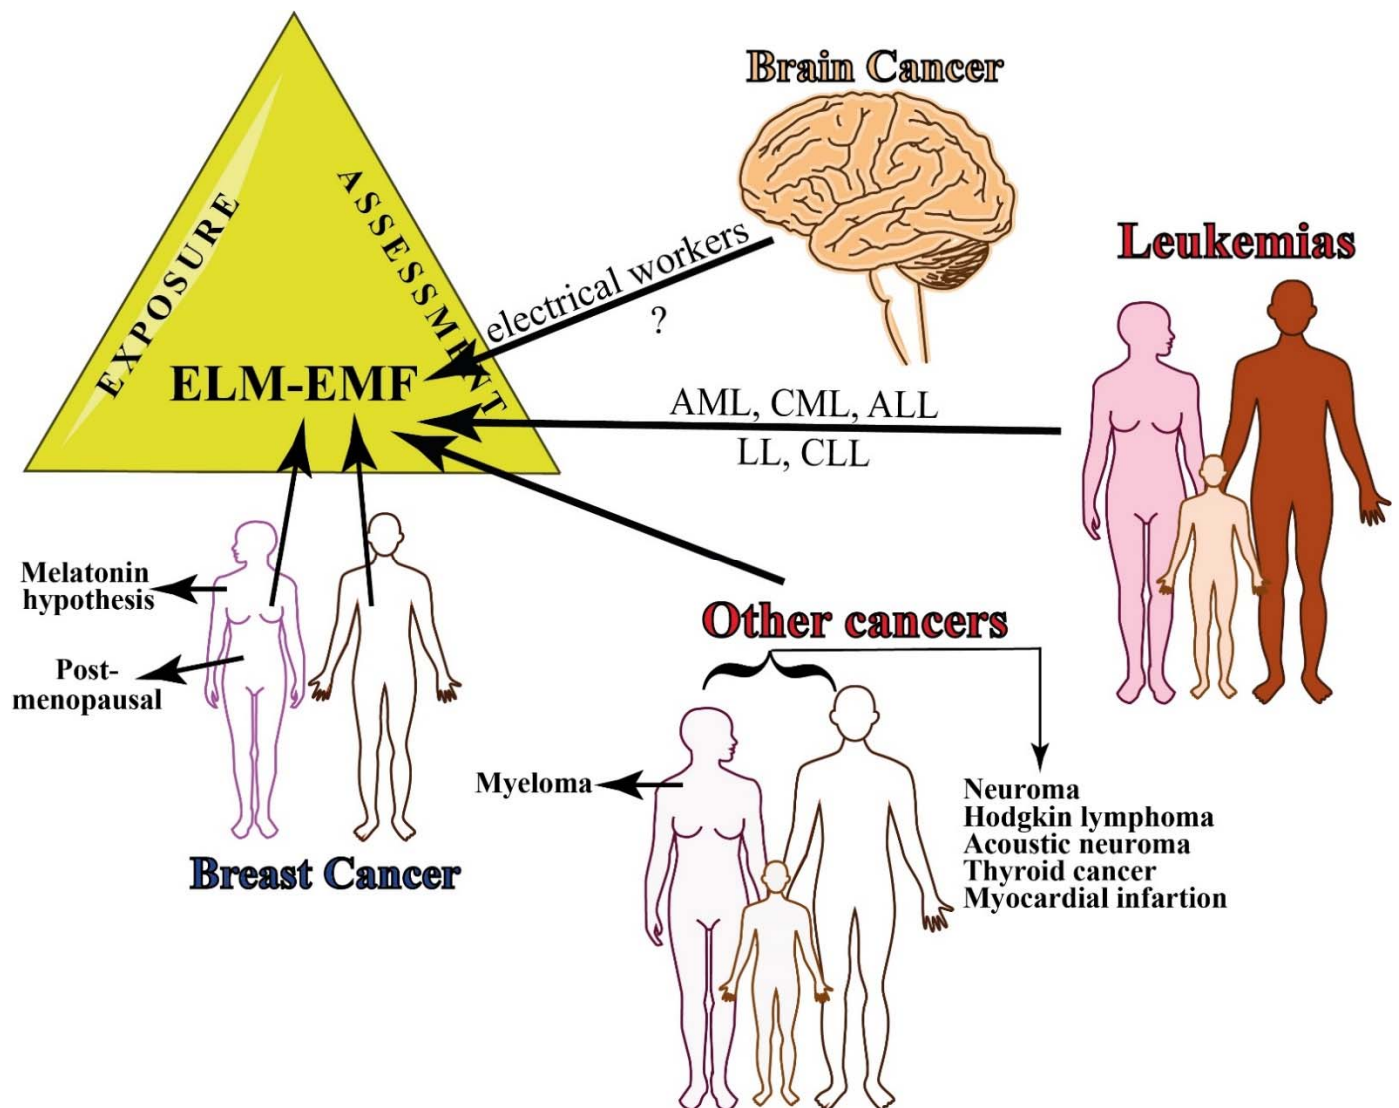 Brain Cancer
EXPOSURE
ASSESSMENT
ELM-EMF
electrical workers
?
Leukemias
AML, CML, ALL
LL, CLL
Melatonin
hypothesis
Post-
menopausal
Breast Cancer
Other cancers
Myeloma
Neuroma
Hodgkin lymphoma
Acoustic neuroma
Thyroid cancer
Myocardial infartion